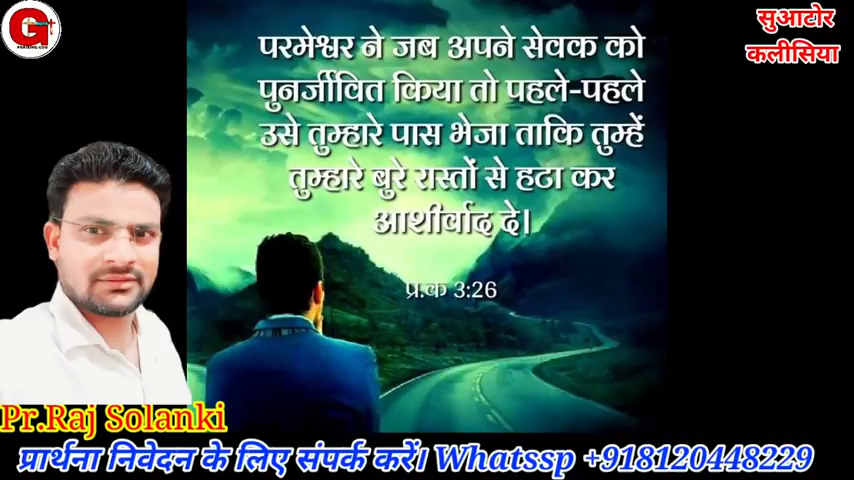 G
सुआटोर
कलीसिया
परमेश्वर ने जब अपने सेवक को
पुनर्जीवित किया तो पहले-पहले
उसे तुम्हारे पास भेजा ताकि तुम्हें
तुम्हारे बुरे रास्तों से हटा कर
आशीर्वाद दे।
प्र.क 3:26
Pr.Raj Solanki
प्रार्थना निवेदन के लिए संपर्क करें। Whatssp +918120448229